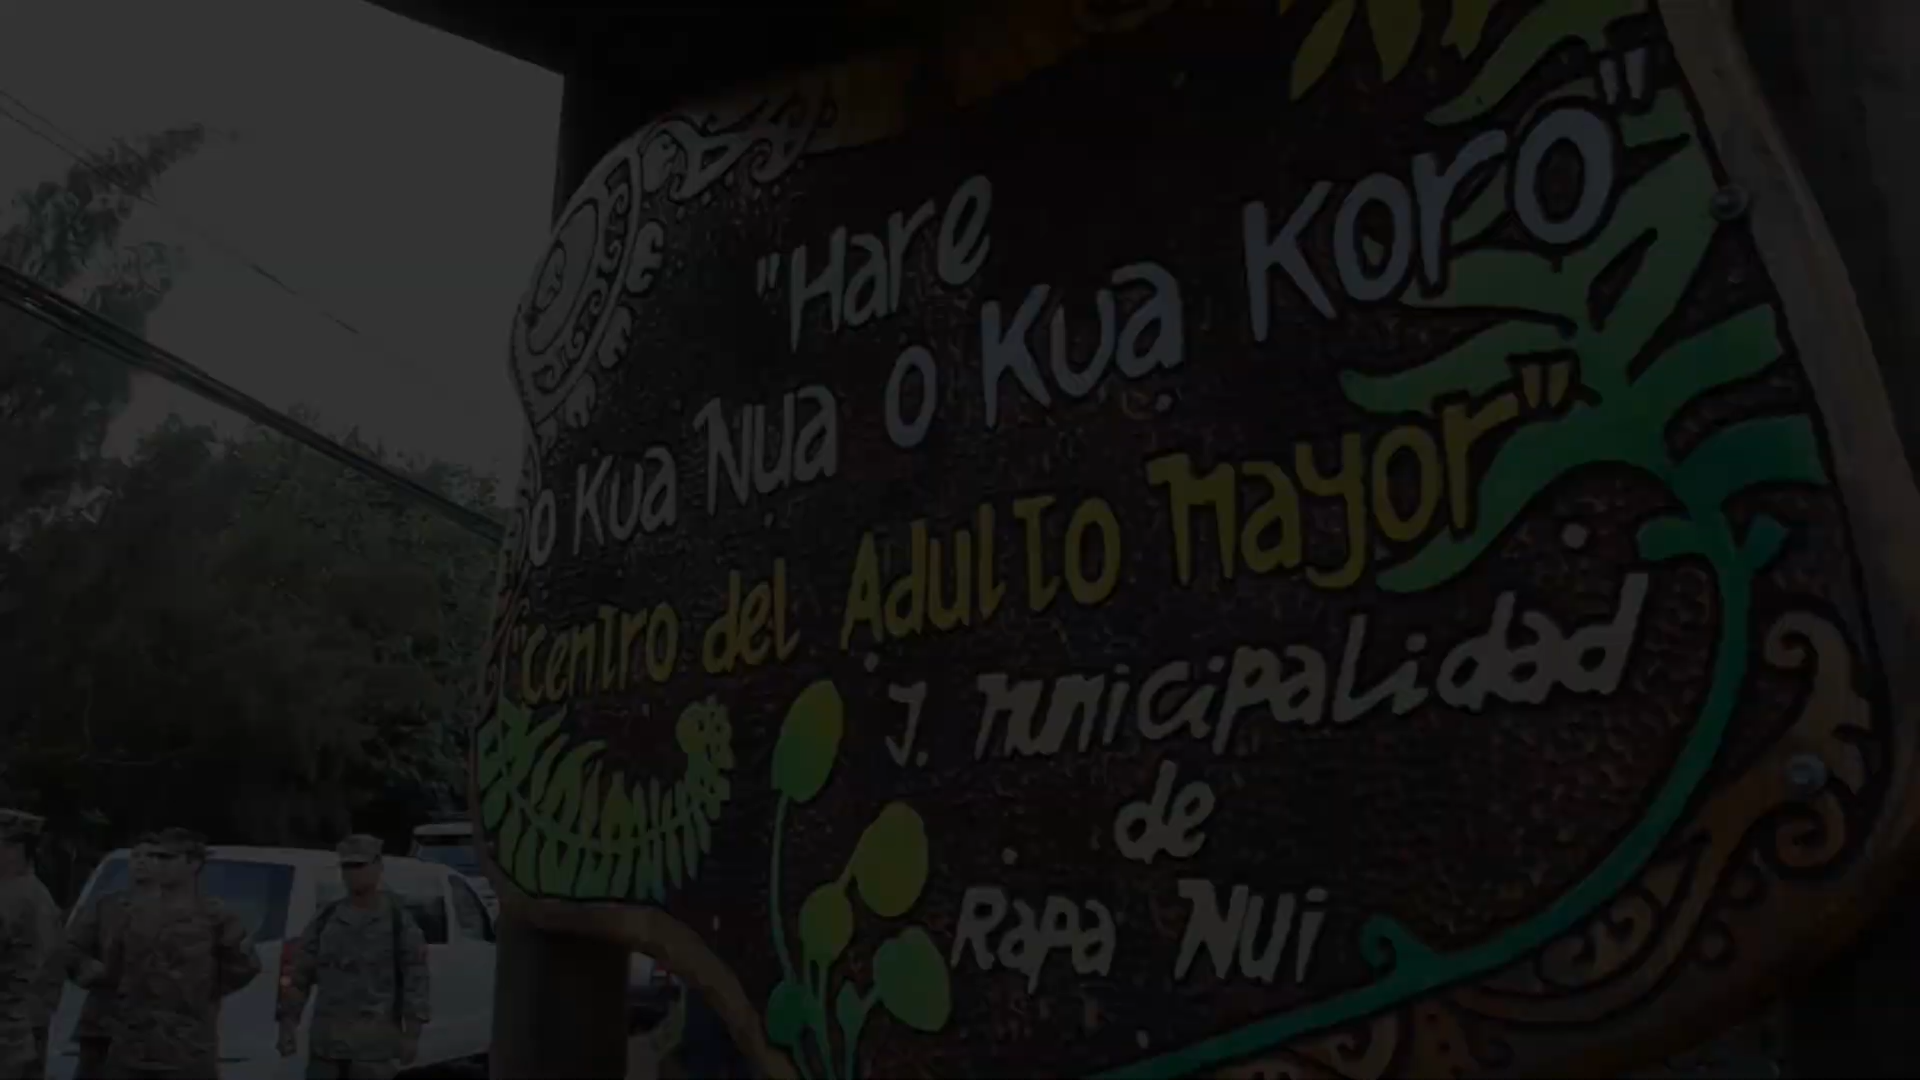 "Hare
o Kua Nua o Kua Koro"
"Centro del Adulto Mayor"
I. Municipalidad
de
Rapa Nui